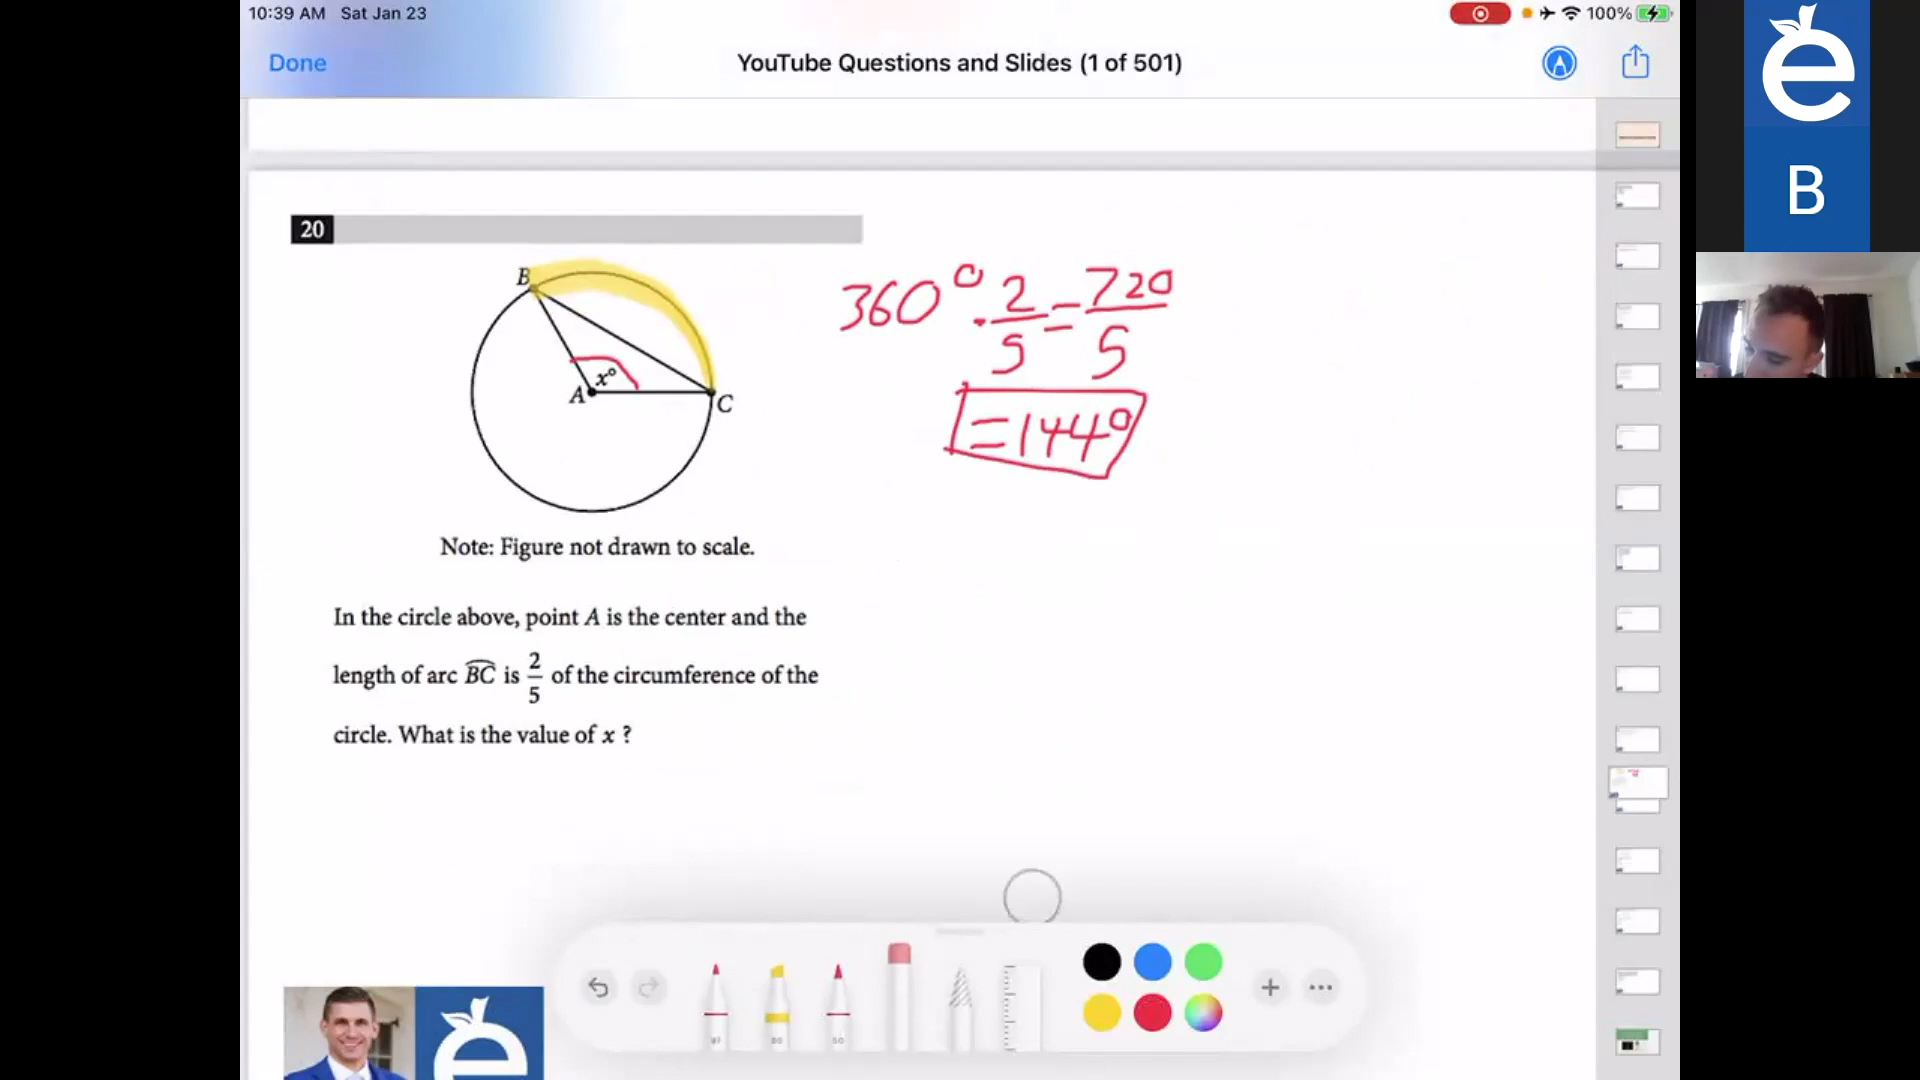 10:39 AM Sat Jan 23
100%
Done
YouTube Questions and Slides (1 of 501)
e
B
20
B
x°
A
C
360° · 2/5 = 720/5
=144°
Note: Figure not drawn to scale.
In the circle above, point A is the center and the
length of arc BC is 2/5 of the circumference of the
circle. What is the value of x ?
e